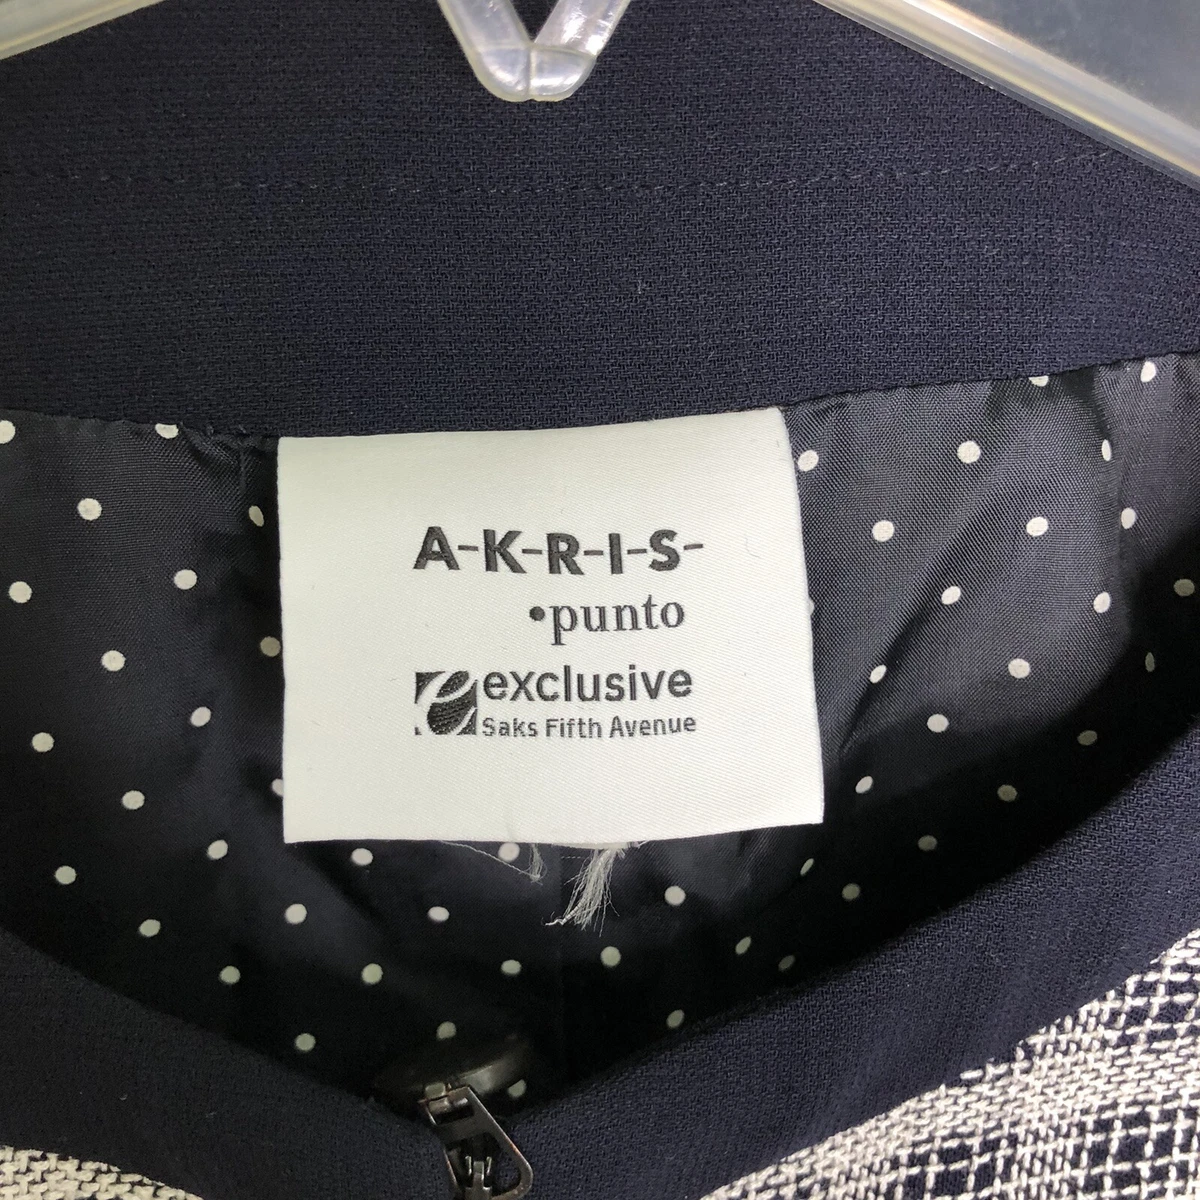 A-K-R-I-S-
•punto
exclusive
Saks Fifth Avenue